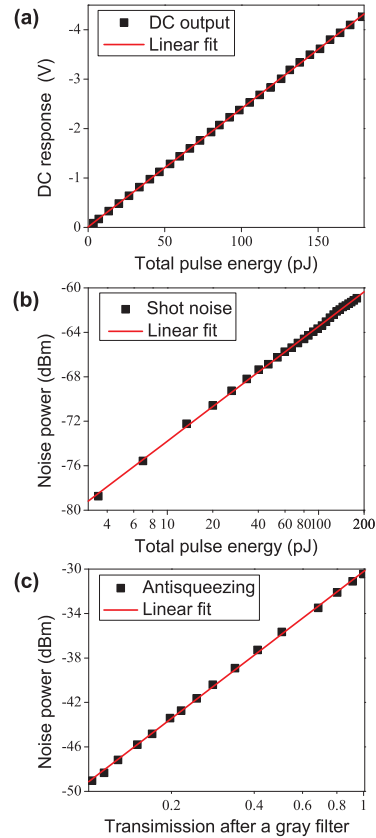 (a)
DC output
Linear fit
DC response (V)
-4
-3
-2
-1
0
0 50 100 150
Total pulse energy (pJ)
(b)
Shot noise
Linear fit
Noise power (dBm)
-60
-64
-68
-72
-76
-80
4 6 8 10 20 40 60 80 100 200
Total pulse energy (pJ)
(c)
Antisqueezing
Linear fit
Noise power (dBm)
-30
-34
-38
-42
-46
-50
0.2 0.4 0.6 0.8 1
Transimission after a gray filter